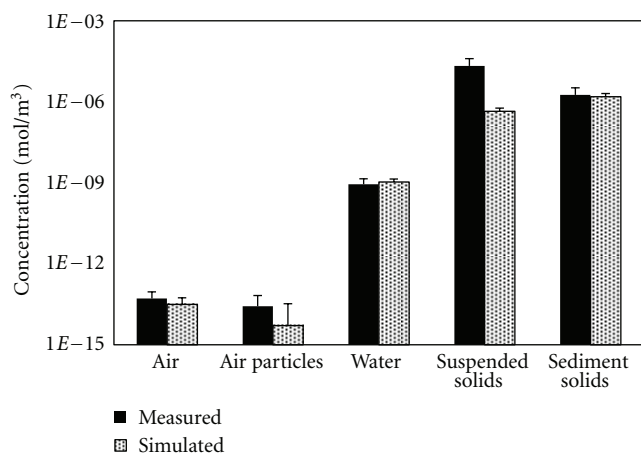 Concentration (mol/m³)
1E−03
1E−06
1E−09
1E−12
1E−15
Air
Air particles
Water
Suspended
solids
Sediment
solids
Measured
Simulated